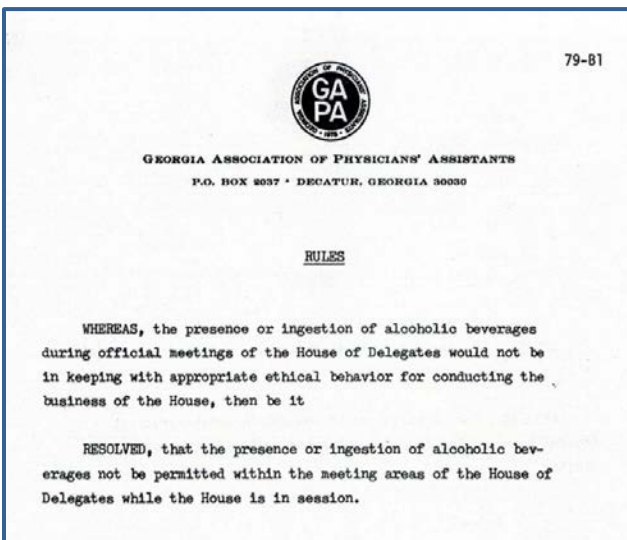 79-B1
GA
PA
GEORGIA ASSOCIATION OF PHYSICIANS' ASSISTANTS
P.O. BOX 2037 • DECATUR, GEORGIA 30030
RULES
WHEREAS, the presence or ingestion of alcoholic beverages
during official meetings of the House of Delegates would not be
in keeping with appropriate ethical behavior for conducting the
business of the House, then be it
RESOLVED, that the presence or ingestion of alcoholic bev-
erages not be permitted within the meeting areas of the House of
Delegates while the House is in session.